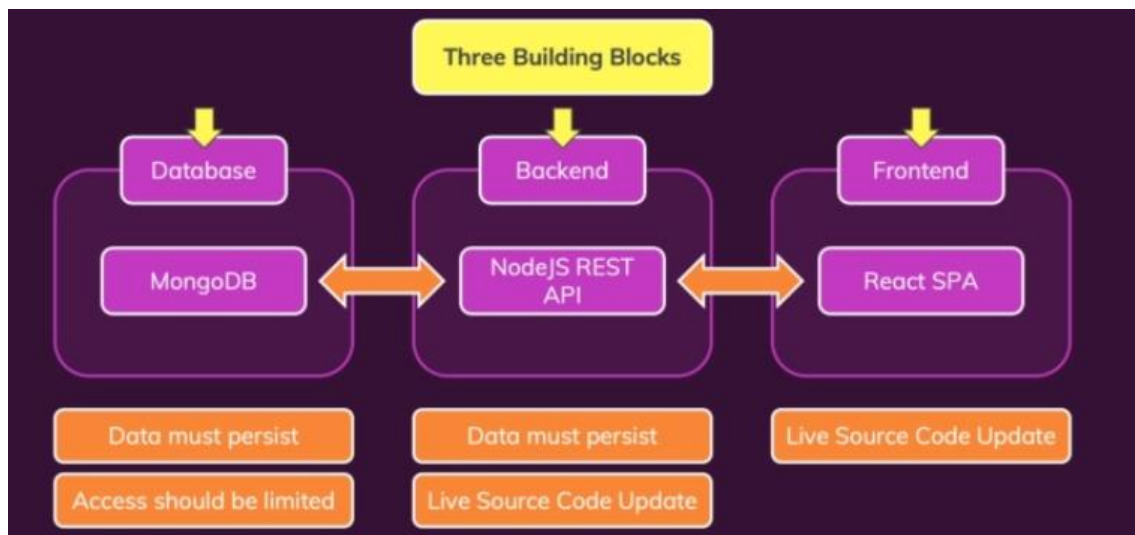 Three Building Blocks
Database
Backend
Frontend
MongoDB
NodeJS REST
API
React SPA
Data must persist
Data must persist
Live Source Code Update
Access should be limited
Live Source Code Update